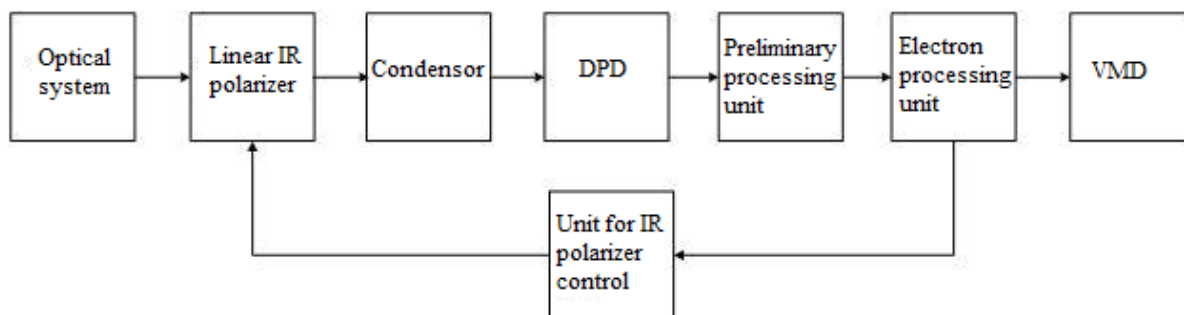 Optical
system
Linear IR
polarizer
Condensor
DPD
Preliminary
processing
unit
Electron
processing
unit
VMD
Unit for IR
polarizer
control